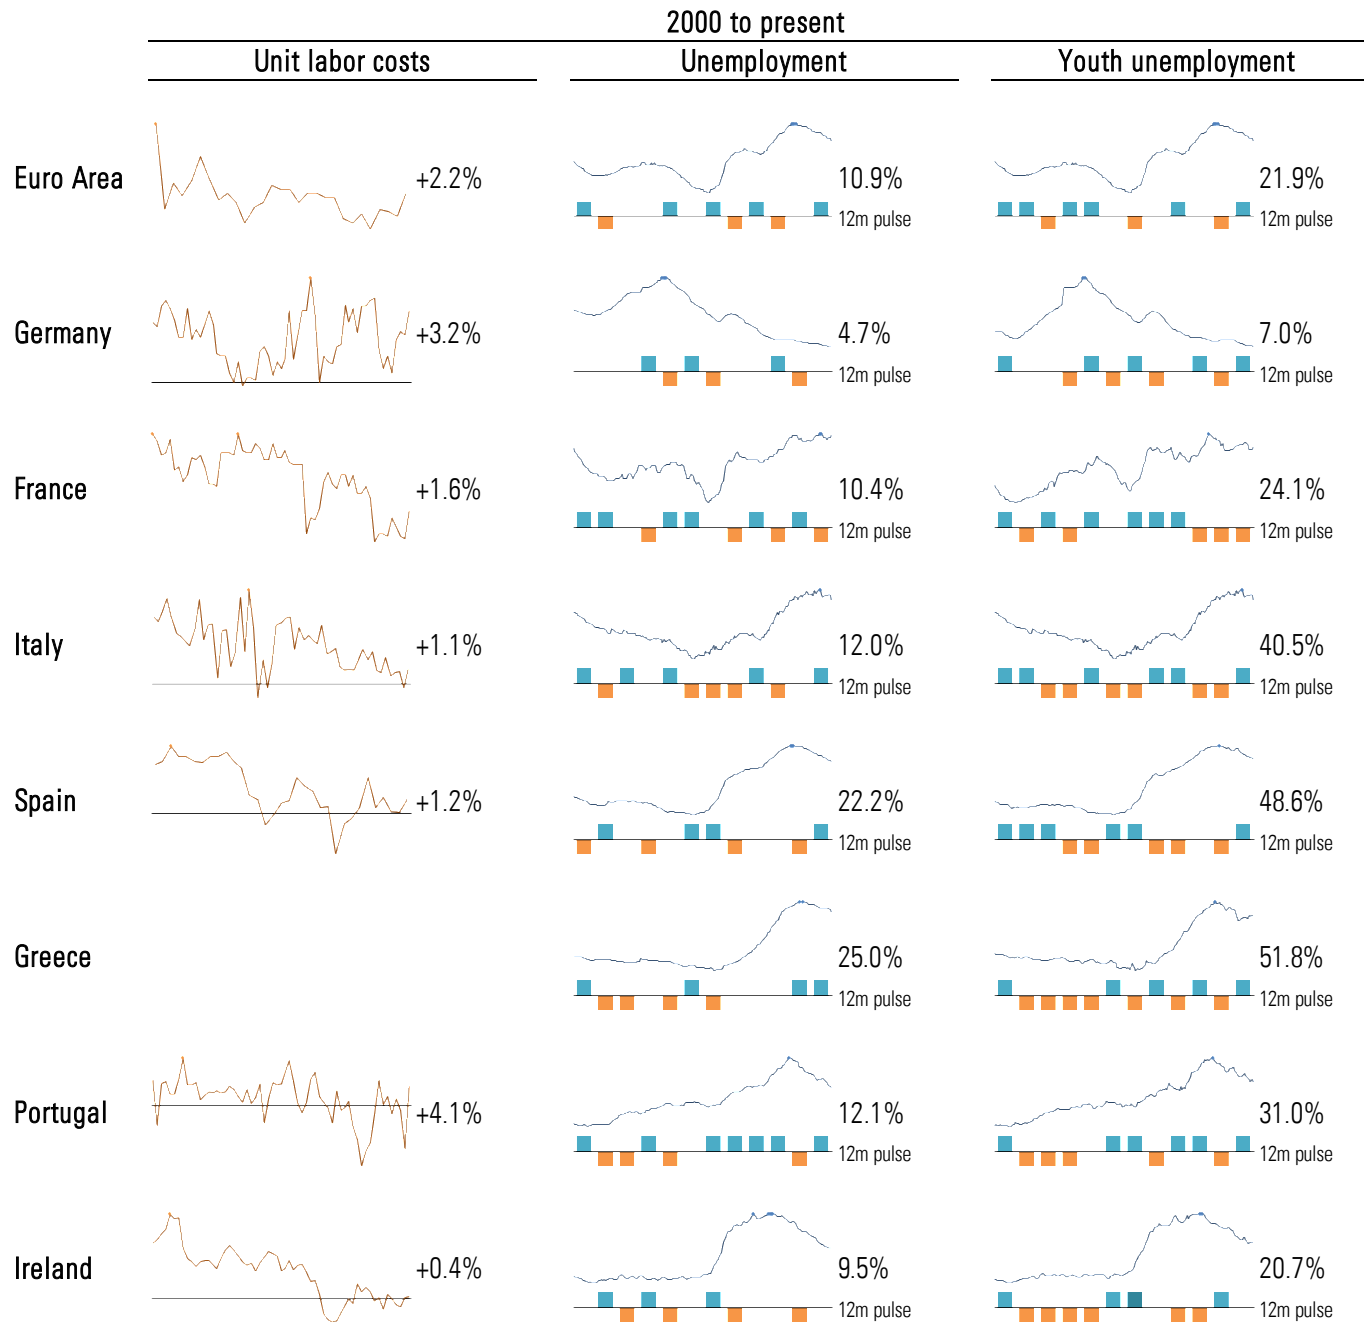 2000 to present
Unit labor costs Unemployment Youth unemployment
Euro Area +2.2% 10.9% 21.9%
12m pulse 12m pulse
Germany +3.2% 4.7% 7.0%
12m pulse 12m pulse
France +1.6% 10.4% 24.1%
12m pulse 12m pulse
Italy +1.1% 12.0% 40.5%
12m pulse 12m pulse
Spain +1.2% 22.2% 48.6%
12m pulse 12m pulse
Greece 25.0% 51.8%
12m pulse 12m pulse
Portugal +4.1% 12.1% 31.0%
12m pulse 12m pulse
Ireland +0.4% 9.5% 20.7%
12m pulse 12m pulse